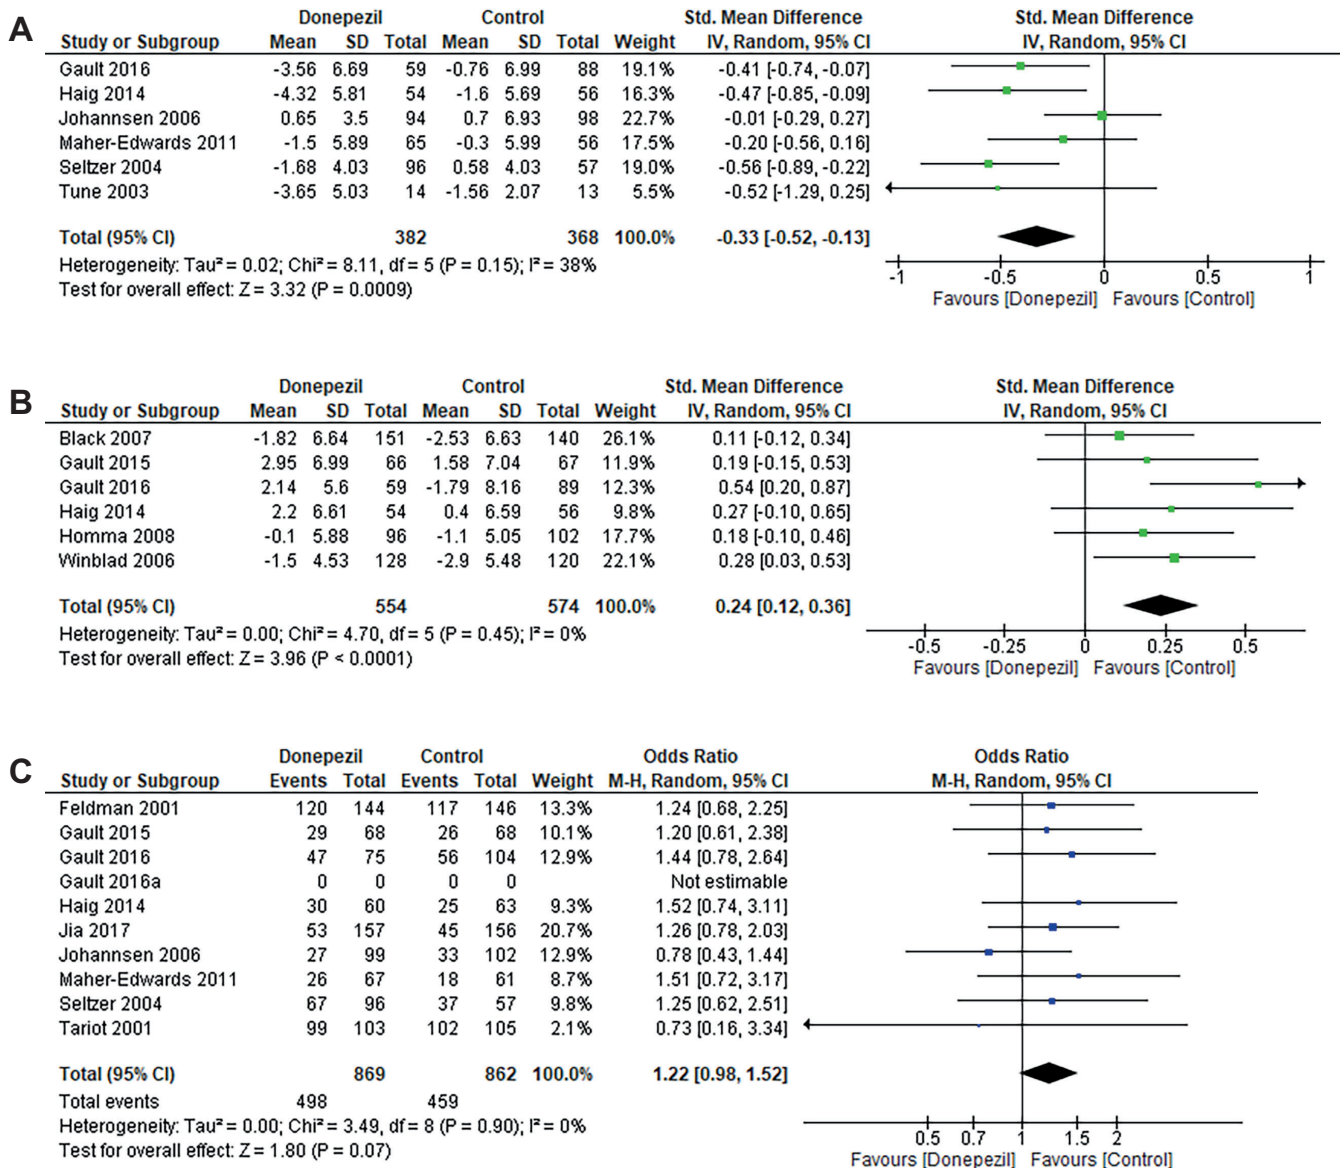 A
Donepezil Control Std. Mean Difference Std. Mean Difference
Study or Subgroup Mean SD Total Mean SD Total Weight IV, Random, 95% CI IV, Random, 95% CI
Gault 2016 -3.56 6.69 59 -0.76 6.99 88 19.1% -0.41 [-0.74, -0.07]
Haig 2014 -4.32 5.81 54 -1.6 5.69 56 16.3% -0.47 [-0.85, -0.09]
Johannsen 2006 0.65 3.5 94 0.7 6.93 98 22.7% -0.01 [-0.29, 0.27]
Maher-Edwards 2011 -1.5 5.89 65 -0.3 5.99 56 17.5% -0.20 [-0.56, 0.16]
Seltzer 2004 -1.68 4.03 96 0.58 4.03 57 19.0% -0.56 [-0.89, -0.22]
Tune 2003 -3.65 5.03 14 -1.56 2.07 13 5.5% -0.52 [-1.29, 0.25]
Total (95% CI) 382 368 100.0% -0.33 [-0.52, -0.13]
Heterogeneity: Tau² = 0.02; Chi² = 8.11, df = 5 (P = 0.15); I² = 38%
Test for overall effect: Z = 3.32 (P = 0.0009)
-1 -0.5 0 0.5 1
Favours [Donepezil] Favours [Control]
B
Donepezil Control Std. Mean Difference Std. Mean Difference
Study or Subgroup Mean SD Total Mean SD Total Weight IV, Random, 95% CI IV, Random, 95% CI
Black 2007 -1.82 6.64 151 -2.53 6.63 140 26.1% 0.11 [-0.12, 0.34]
Gault 2015 2.95 6.99 66 1.58 7.04 67 11.9% 0.19 [-0.15, 0.53]
Gault 2016 2.14 5.6 59 -1.79 8.16 89 12.3% 0.54 [0.20, 0.87]
Haig 2014 2.2 6.61 54 0.4 6.59 56 9.8% 0.27 [-0.10, 0.65]
Homma 2008 -0.1 5.88 96 -1.1 5.05 102 17.7% 0.18 [-0.10, 0.46]
Winblad 2006 -1.5 4.53 128 -2.9 5.48 120 22.1% 0.28 [0.03, 0.53]
Total (95% CI) 554 574 100.0% 0.24 [0.12, 0.36]
Heterogeneity: Tau² = 0.00; Chi² = 4.70, df = 5 (P = 0.45); I² = 0%
Test for overall effect: Z = 3.96 (P < 0.0001)
-0.5 -0.25 0 0.25 0.5
Favours [Donepezil] Favours [Control]
C
Donepezil Control Odds Ratio Odds Ratio
Study or Subgroup Events Total Events Total Weight M-H, Random, 95% CI M-H, Random, 95% CI
Feldman 2001 120 144 117 146 13.3% 1.24 [0.68, 2.25]
Gault 2015 29 68 26 68 10.1% 1.20 [0.61, 2.38]
Gault 2016 47 75 56 104 12.9% 1.44 [0.78, 2.64]
Gault 2016a 0 0 0 0 Not estimable
Haig 2014 30 60 25 63 9.3% 1.52 [0.74, 3.11]
Jia 2017 53 157 45 156 20.7% 1.26 [0.78, 2.03]
Johannsen 2006 27 99 33 102 12.9% 0.78 [0.43, 1.44]
Maher-Edwards 2011 26 67 18 61 8.7% 1.51 [0.72, 3.17]
Seltzer 2004 67 96 37 57 9.8% 1.25 [0.62, 2.51]
Tariot 2001 99 103 102 105 2.1% 0.73 [0.16, 3.34]
Total (95% CI) 869 862 100.0% 1.22 [0.98, 1.52]
Total events 498 459
Heterogeneity: Tau² = 0.00; Chi² = 3.49, df = 8 (P = 0.90); I² = 0%
Test for overall effect: Z = 1.80 (P = 0.07)
0.5 0.7 1 1.5 2
Favours [Donepezil] Favours [Control]